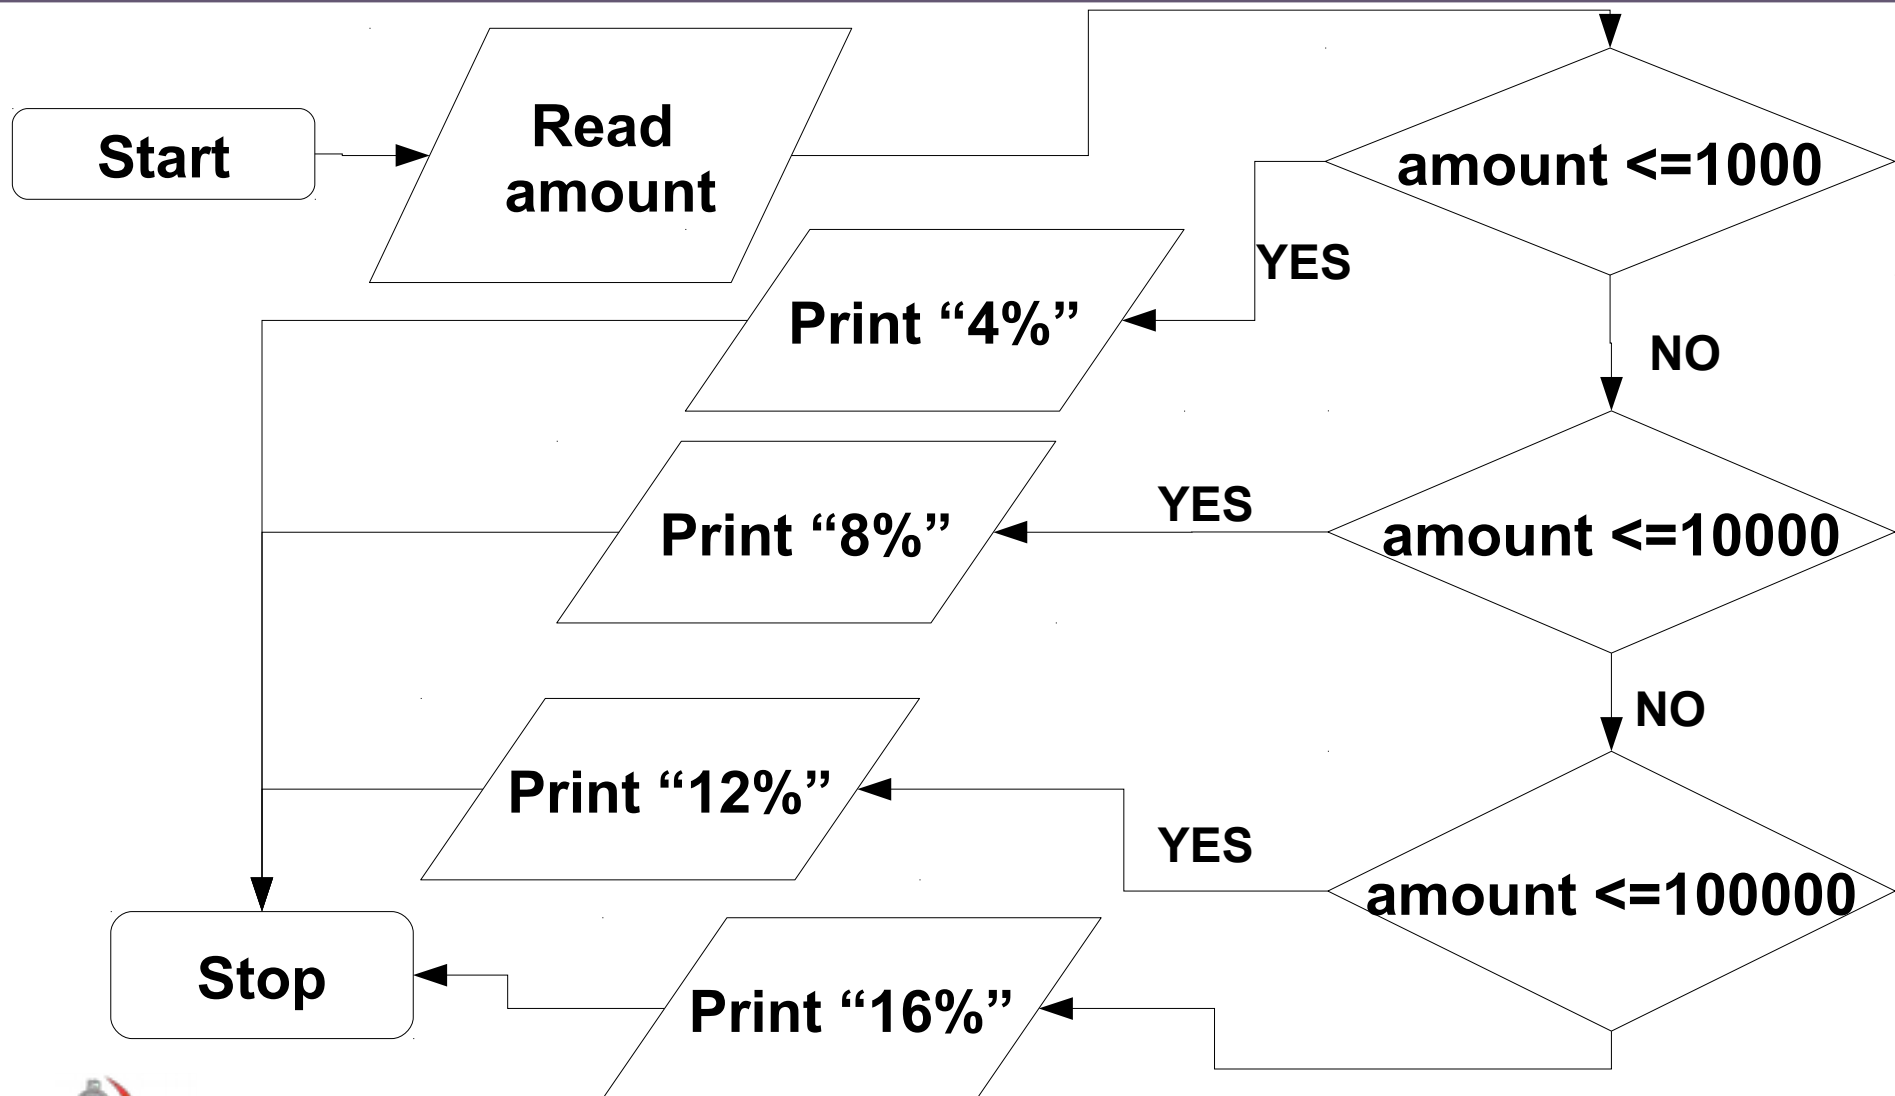 Start
Read
amount
amount <=1000
YES
Print “4%”
NO
Print “8%”
YES
amount <=10000
NO
Print “12%”
YES
amount <=100000
Stop
Print “16%”